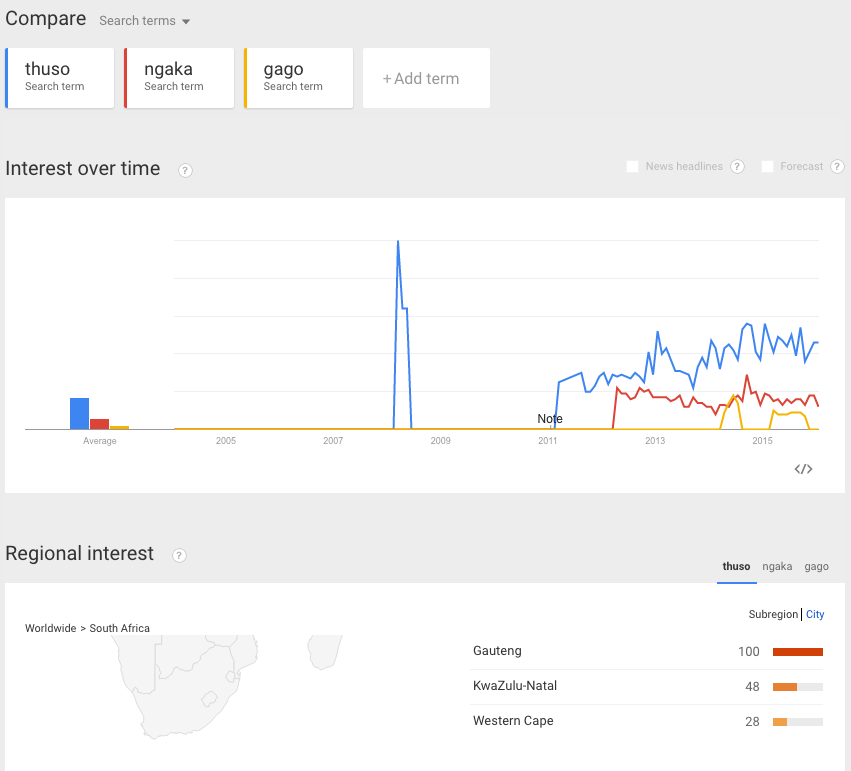 Compare Search terms
thuso ngaka gago + Add term
Search term Search term Search term
Interest over time ? News headlines ? Forecast ?
Note
Average 2005 2007 2009 2011 2013 2015
</>
Regional interest ?
thuso ngaka gago
Subregion | City
Worldwide > South Africa
Gauteng 100
KwaZulu-Natal 48
Western Cape 28